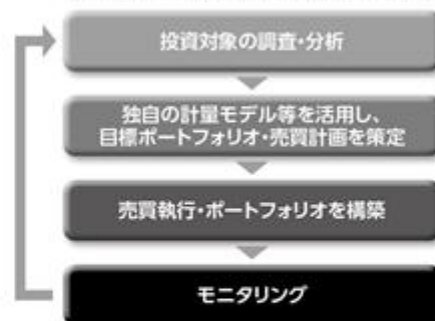 投資対象の調査・分析
独自の計量モデル等を活用し、
目標ポートフォリオ・売買計画を策定
売買執行・ポートフォリオを構築
モニタリング